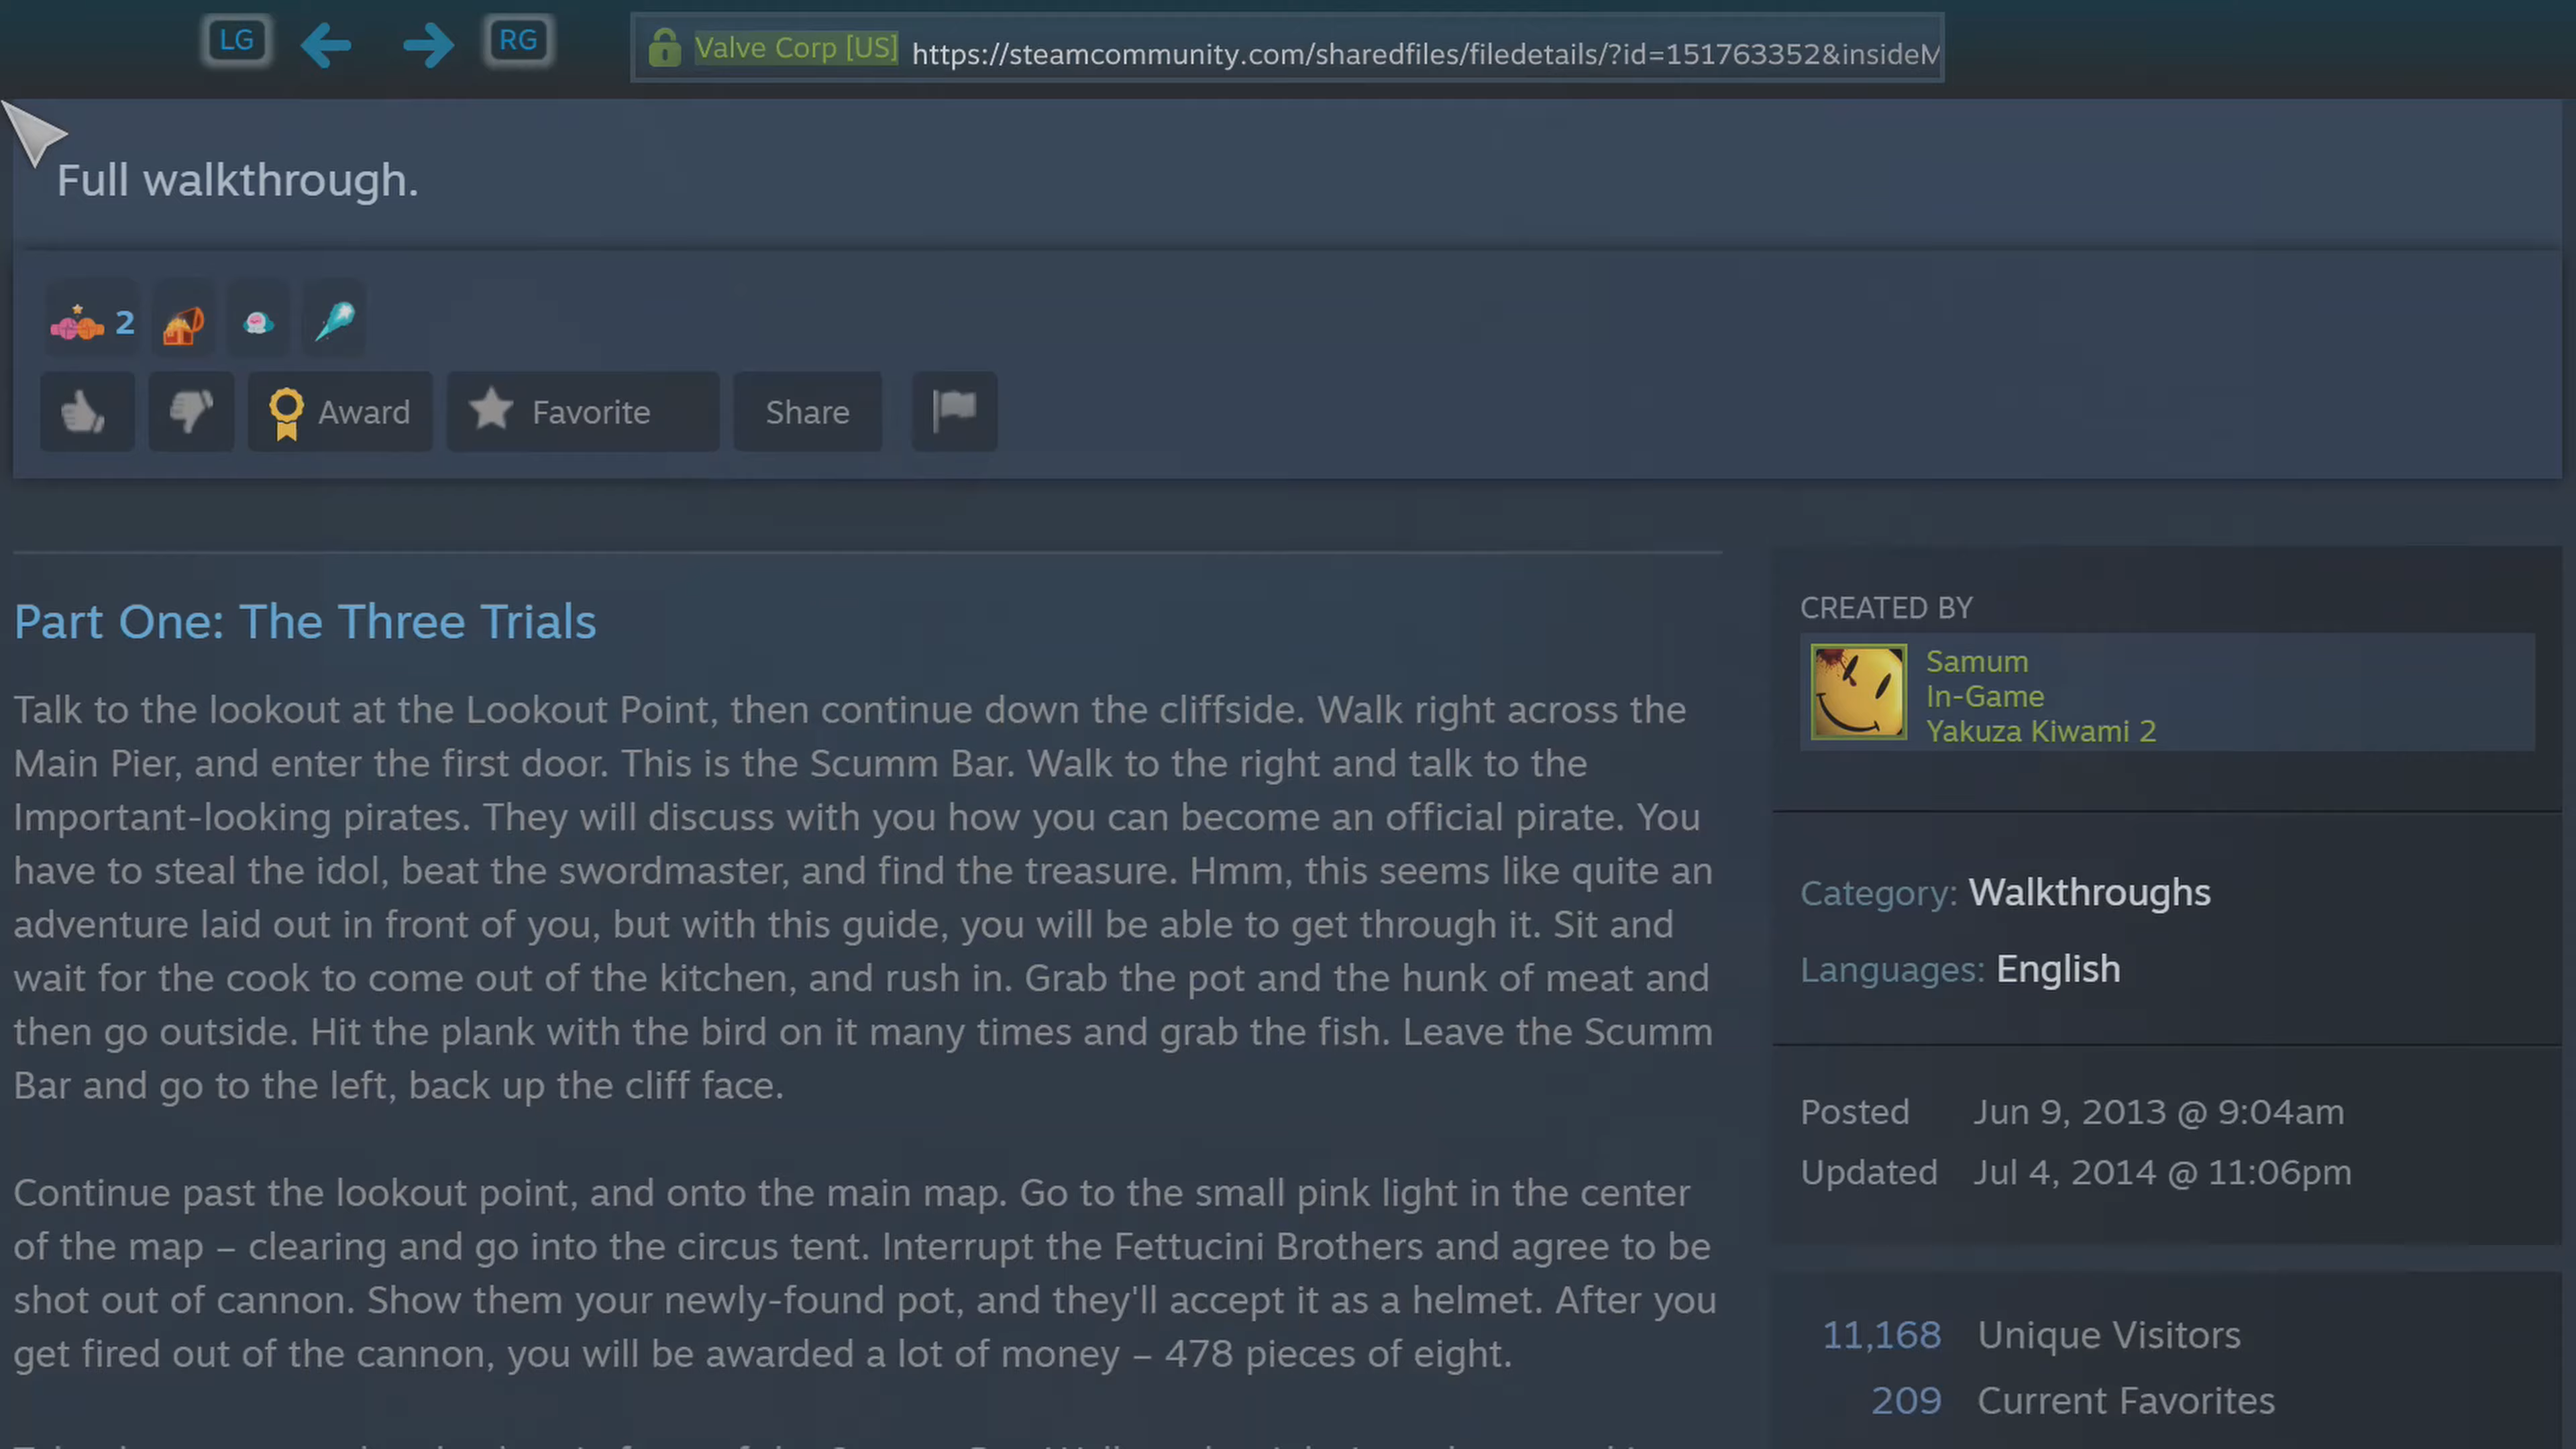 LG
RG
Valve Corp [US] https://steamcommunity.com/sharedfiles/filedetails/?id=151763352&insideM
Full walkthrough.
2
Award
Favorite
Share
Part One: The Three Trials
Talk to the lookout at the Lookout Point, then continue down the cliffside. Walk right across the
Main Pier, and enter the first door. This is the Scumm Bar. Walk to the right and talk to the
Important-looking pirates. They will discuss with you how you can become an official pirate. You
have to steal the idol, beat the swordmaster, and find the treasure. Hmm, this seems like quite an
adventure laid out in front of you, but with this guide, you will be able to get through it. Sit and
wait for the cook to come out of the kitchen, and rush in. Grab the pot and the hunk of meat and
then go outside. Hit the plank with the bird on it many times and grab the fish. Leave the Scumm
Bar and go to the left, back up the cliff face.
Continue past the lookout point, and onto the main map. Go to the small pink light in the center
of the map – clearing and go into the circus tent. Interrupt the Fettucini Brothers and agree to be
shot out of cannon. Show them your newly-found pot, and they'll accept it as a helmet. After you
get fired out of the cannon, you will be awarded a lot of money – 478 pieces of eight.
CREATED BY
Samum
In-Game
Yakuza Kiwami 2
Category: Walkthroughs
Languages: English
Posted Jun 9, 2013 @ 9:04am
Updated Jul 4, 2014 @ 11:06pm
11,168 Unique Visitors
209 Current Favorites